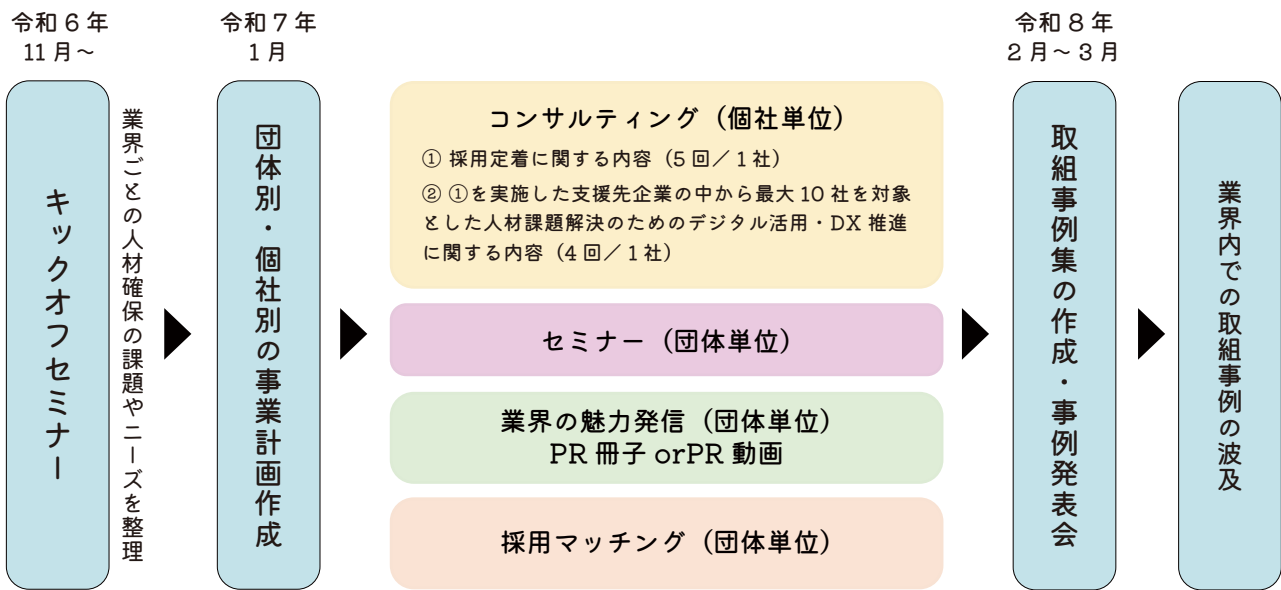 令和6年
11月～
キックオフセミナー
業界ごとの人材確保の課題やニーズを整理
令和7年
1月
団体別・個社別の事業計画作成
コンサルティング（個社単位）
① 採用定着に関する内容（5回／1社）
② ①を実施した支援先企業の中から最大10社を対象
とした人材課題解決のためのデジタル活用・DX推進
に関する内容（4回／1社）
セミナー（団体単位）
業界の魅力発信（団体単位）
PR冊子orPR動画
採用マッチング（団体単位）
令和8年
2月～3月
取組事例集の作成・事例発表会
業界内での取組事例の波及